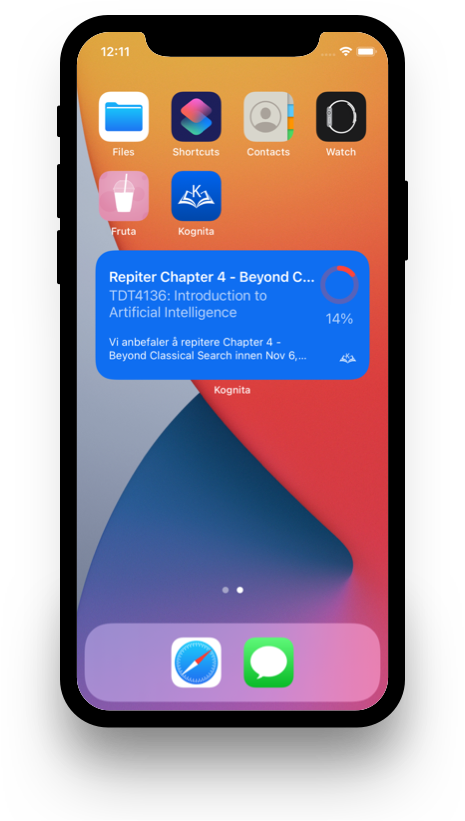 12:11
Files
Shortcuts
Contacts
Watch
Fruta
K
Kognita
Repiter Chapter 4 - Beyond C...
TDT4136: Introduction to
Artificial Intelligence
14%
Vi anbefaler å repitere Chapter 4 -
Beyond Classical Search innen Nov 6,...
K
Kognita